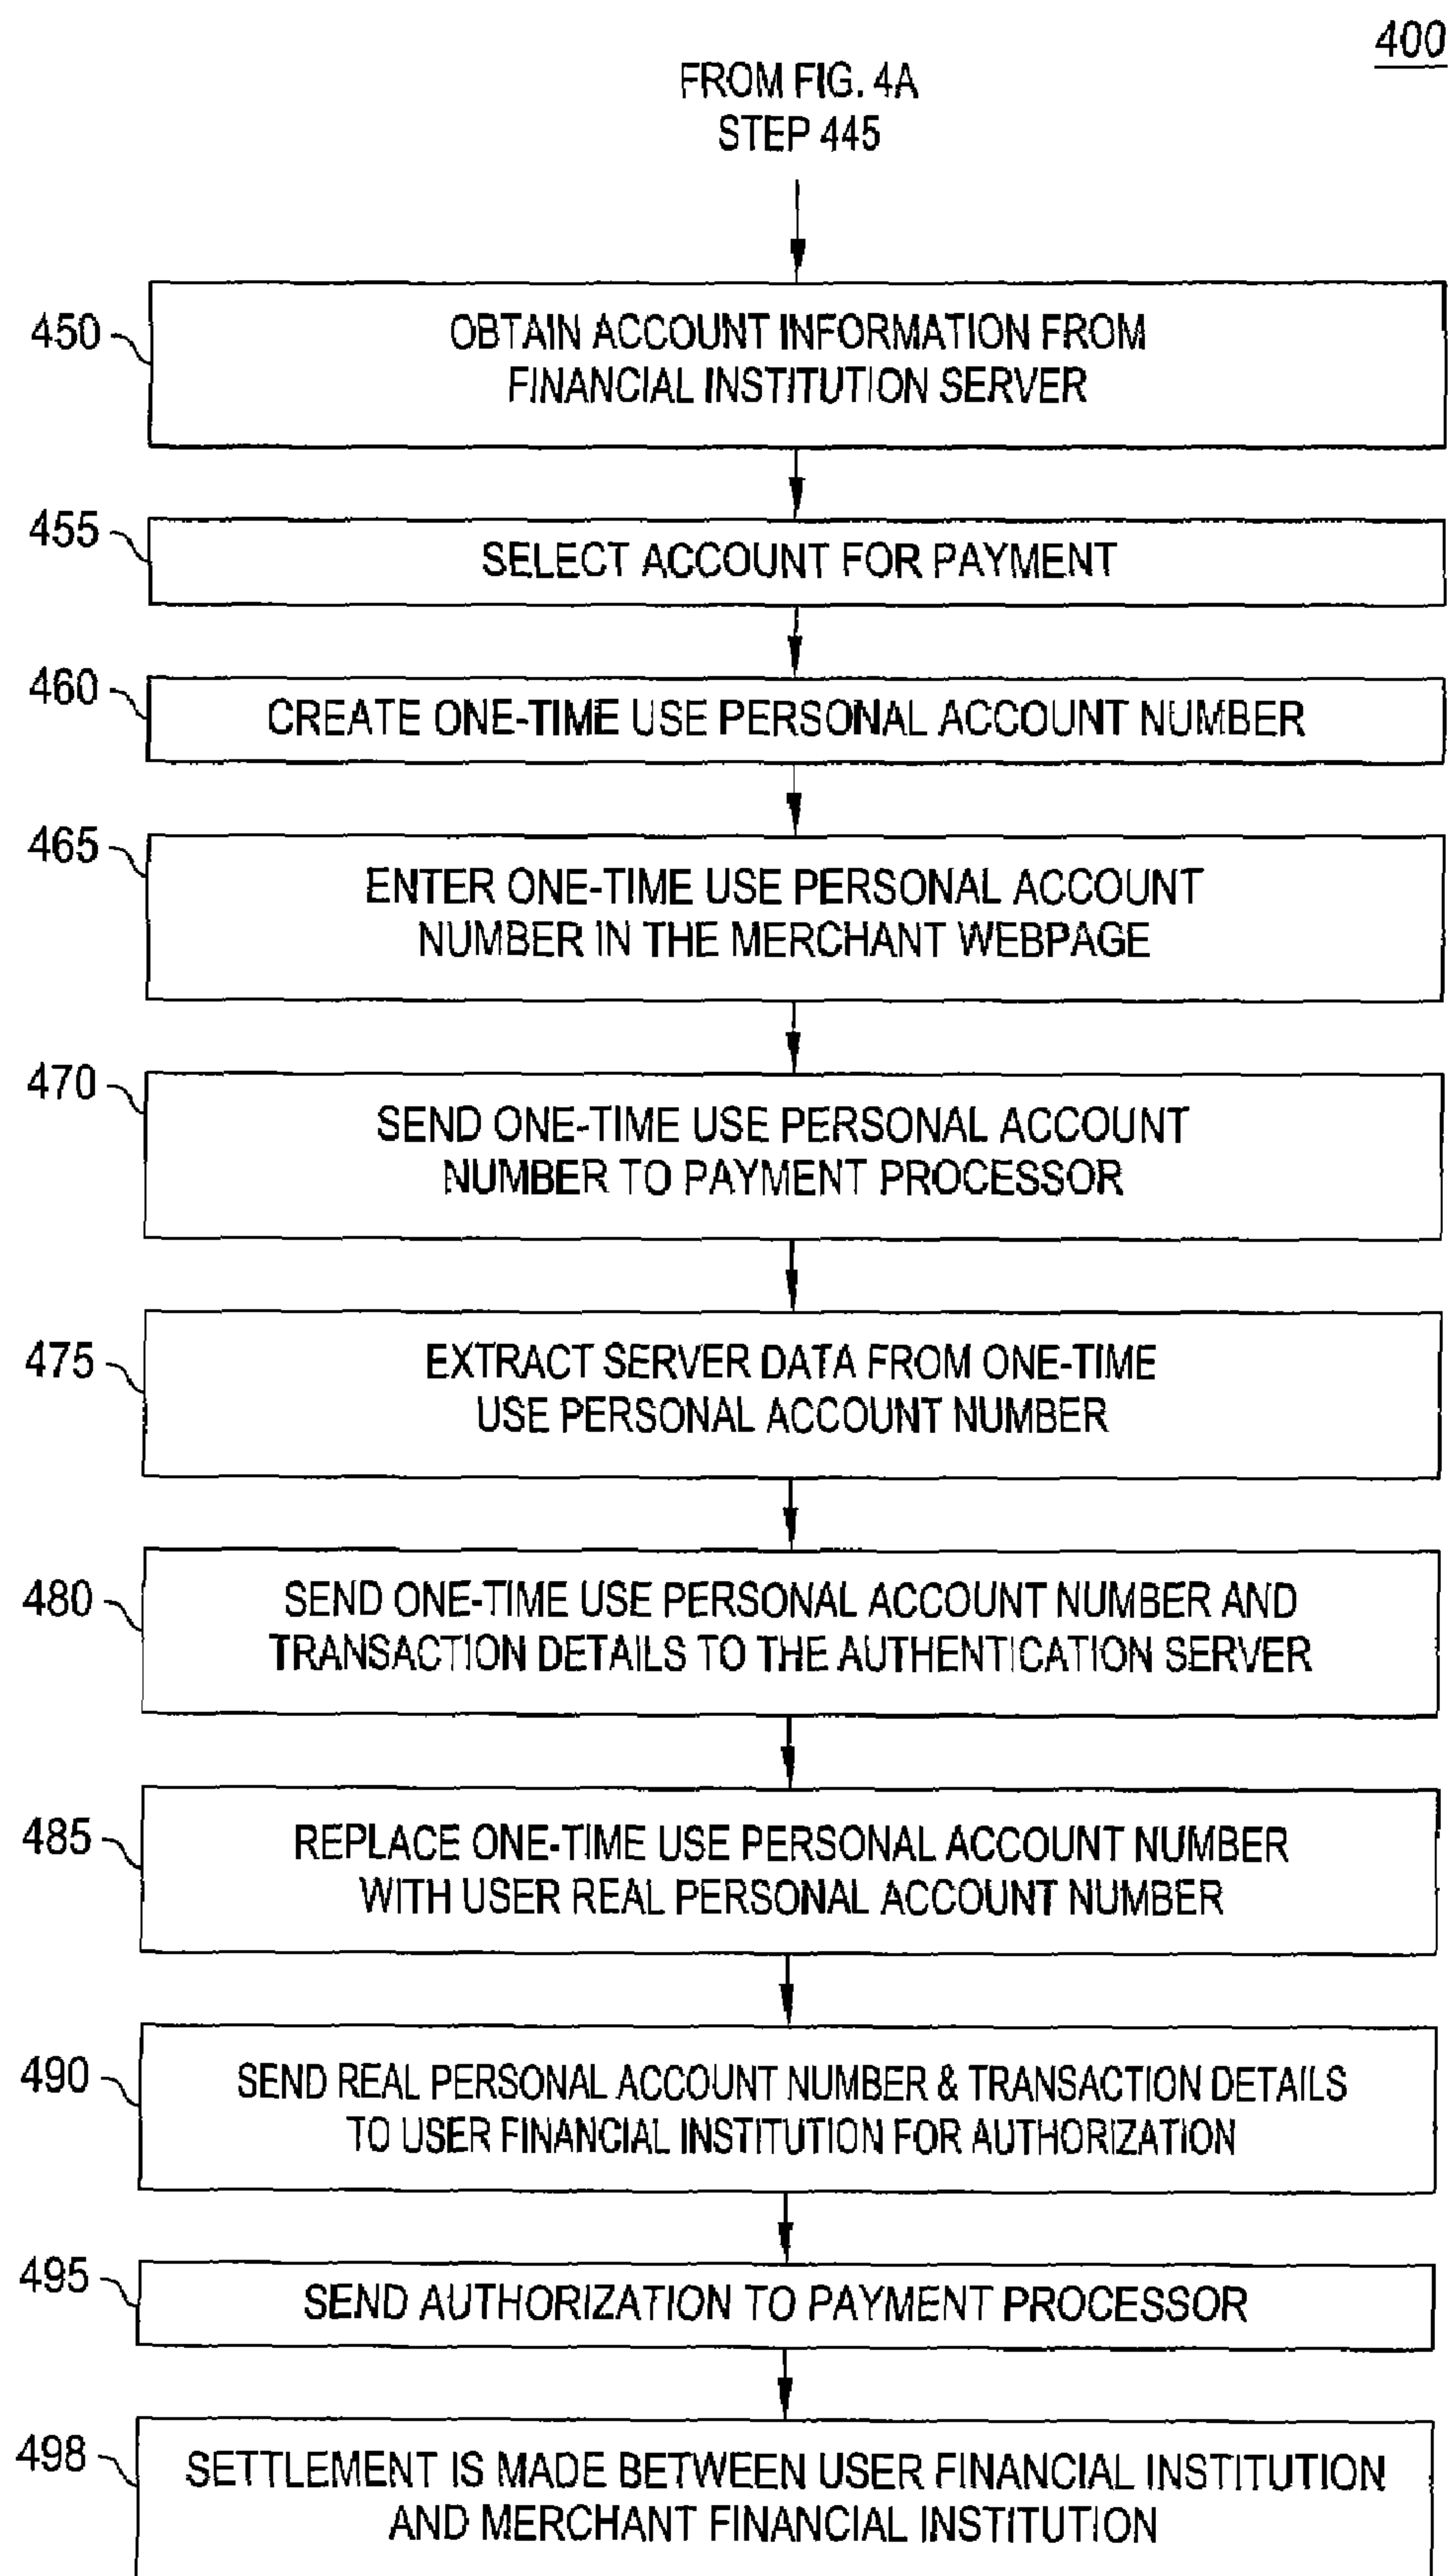 400
FROM FIG. 4A
STEP 445
450
OBTAIN ACCOUNT INFORMATION FROM
FINANCIAL INSTITUTION SERVER
455
SELECT ACCOUNT FOR PAYMENT
460
CREATE ONE-TIME USE PERSONAL ACCOUNT NUMBER
465
ENTER ONE-TIME USE PERSONAL ACCOUNT
NUMBER IN THE MERCHANT WEBPAGE
470
SEND ONE-TIME USE PERSONAL ACCOUNT
NUMBER TO PAYMENT PROCESSOR
475
EXTRACT SERVER DATA FROM ONE-TIME
USE PERSONAL ACCOUNT NUMBER
480
SEND ONE-TIME USE PERSONAL ACCOUNT NUMBER AND
TRANSACTION DETAILS TO THE AUTHENTICATION SERVER
485
REPLACE ONE-TIME USE PERSONAL ACCOUNT NUMBER
WITH USER REAL PERSONAL ACCOUNT NUMBER
490
SEND REAL PERSONAL ACCOUNT NUMBER & TRANSACTION DETAILS
TO USER FINANCIAL INSTITUTION FOR AUTHORIZATION
495
SEND AUTHORIZATION TO PAYMENT PROCESSOR
498
SETTLEMENT IS MADE BETWEEN USER FINANCIAL INSTITUTION
AND MERCHANT FINANCIAL INSTITUTION